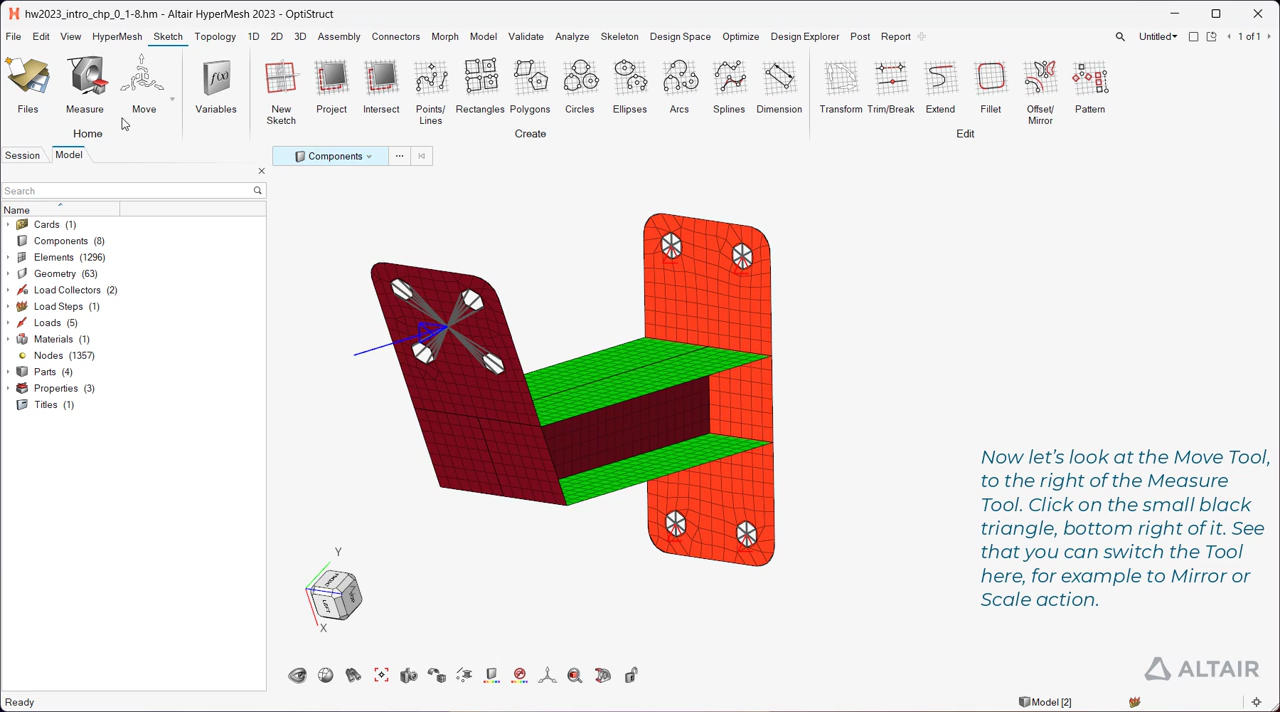 hw2023_intro_chp_0_1-8.hm - Altair HyperMesh 2023 - OptiStruct
File Edit View HyperMesh Sketch Topology 1D 2D 3D Assembly Connectors Morph Model Validate Analyze Skeleton Design Space Optimize Design Explorer Post Report Untitled 1 of 1
f(x)
Files Measure Move Variables New Sketch Project Intersect Points/Lines Rectangles Polygons Circles Ellipses Arcs Splines Dimension Transform Trim/Break Extend Fillet Offset/Mirror Pattern
Home Create Edit
Session Model
Components
Search
Name
Cards (1)
Components (8)
Elements (1296)
Geometry (63)
Load Collectors (2)
Load Steps (1)
Loads (5)
Materials (1)
Nodes (1357)
Parts (4)
Properties (3)
Titles (1)
Now let's look at the Move Tool,
to the right of the Measure
Tool. Click on the small black
triangle, bottom right of it. See
that you can switch the Tool
here, for example to Mirror or
Scale action.
Y
LEFT
X
ALTAIR
Ready
Model [2]